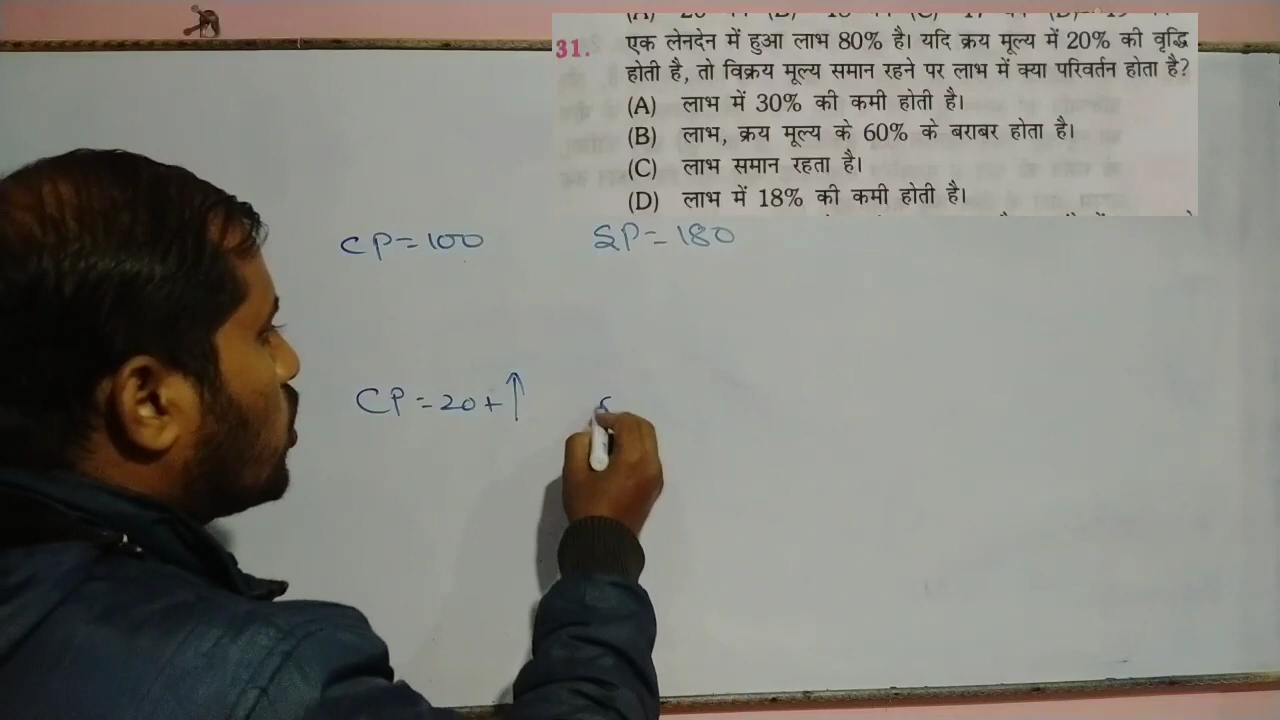 31. एक लेनदेन में हुआ लाभ 80% है। यदि क्रय मूल्य में 20% की वृद्धि
होती है, तो विक्रय मूल्य समान रहने पर लाभ में क्या परिवर्तन होता है?
(A) लाभ में 30% की कमी होती है।
(B) लाभ, क्रय मूल्य के 60% के बराबर होता है।
(C) लाभ समान रहता है।
(D) लाभ में 18% की कमी होती है।
CP=100 SP=180
CP=20+↑